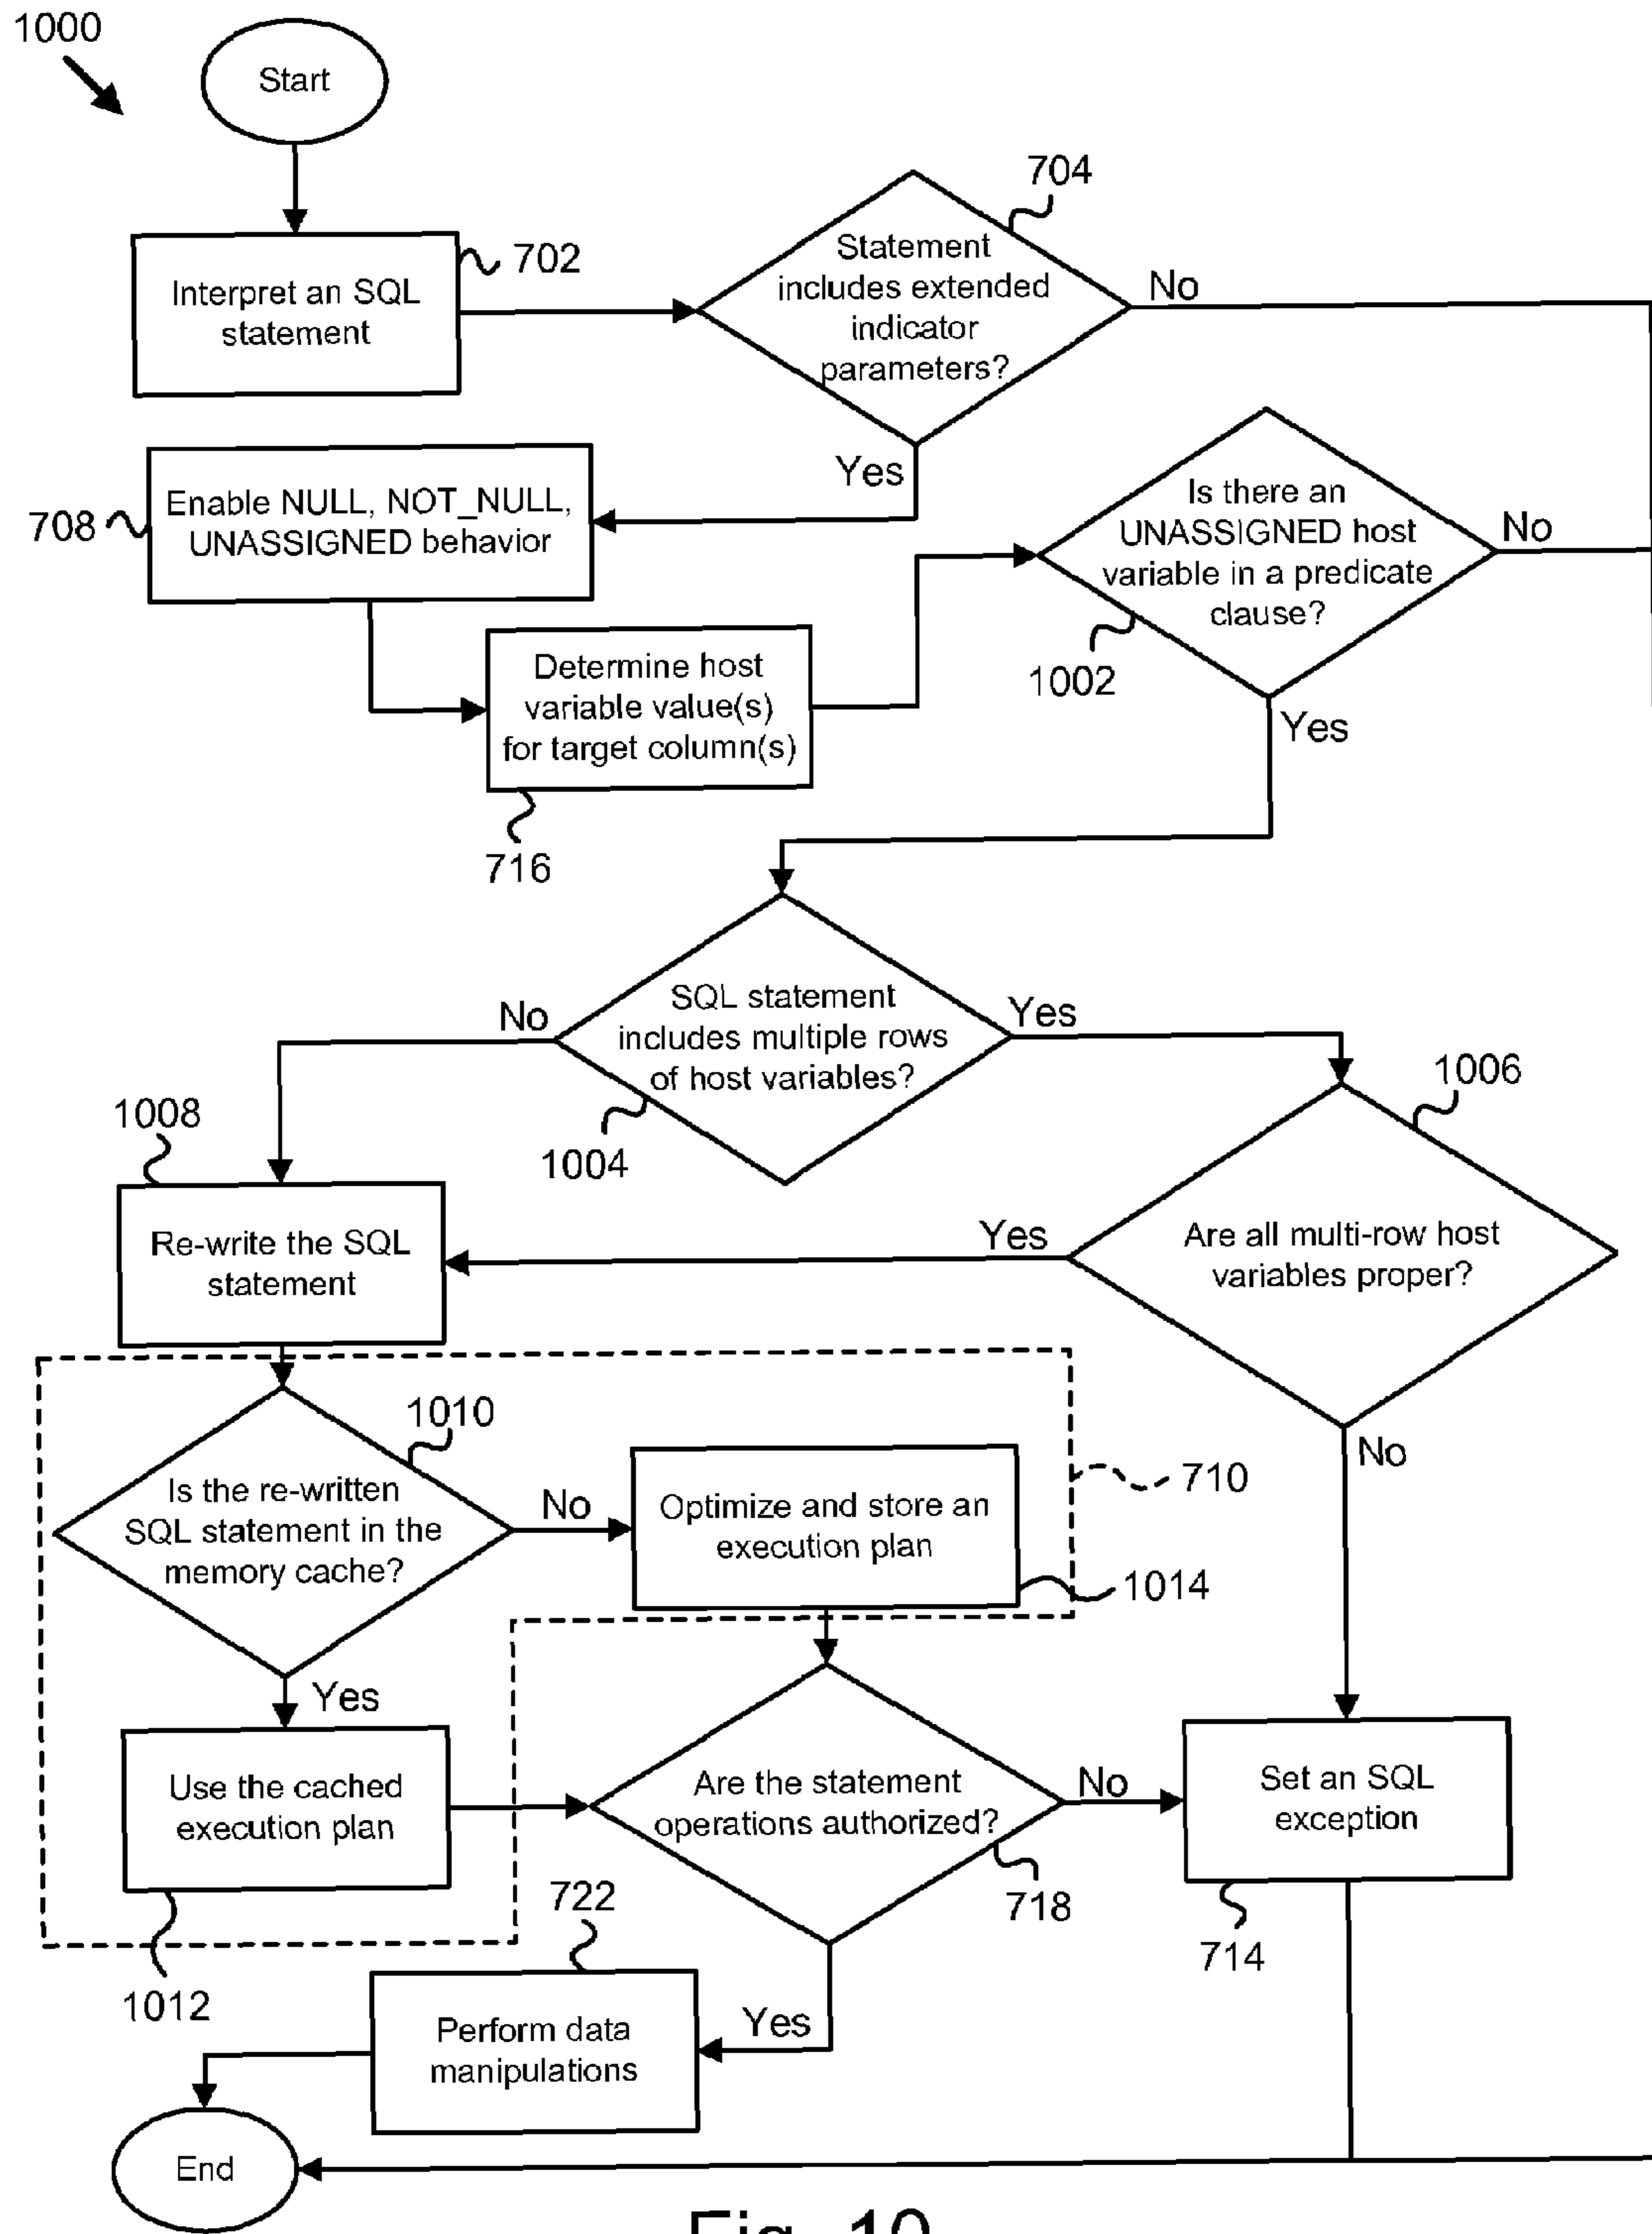 1000
Start
704
Statement
includes extended
indicator
parameters?
No
702
Interpret an SQL
statement
Yes
708
Enable NULL, NOT_NULL,
UNASSIGNED behavior
Is there an
UNASSIGNED host
variable in a predicate
clause?
No
1002
Yes
Determine host
variable value(s)
for target column(s)
716
No
SQL statement
includes multiple rows
of host variables?
Yes
1004
1006
1008
Re-write the SQL
statement
Yes
Are all multi-row host
variables proper?
No
1010
Is the re-written
SQL statement in the
memory cache?
No
Optimize and store an
execution plan
710
1014
Yes
Use the cached
execution plan
1012
Are the statement
operations authorized?
No
718
Set an SQL
exception
714
722
Perform data
manipulations
Yes
End
Fig. 10